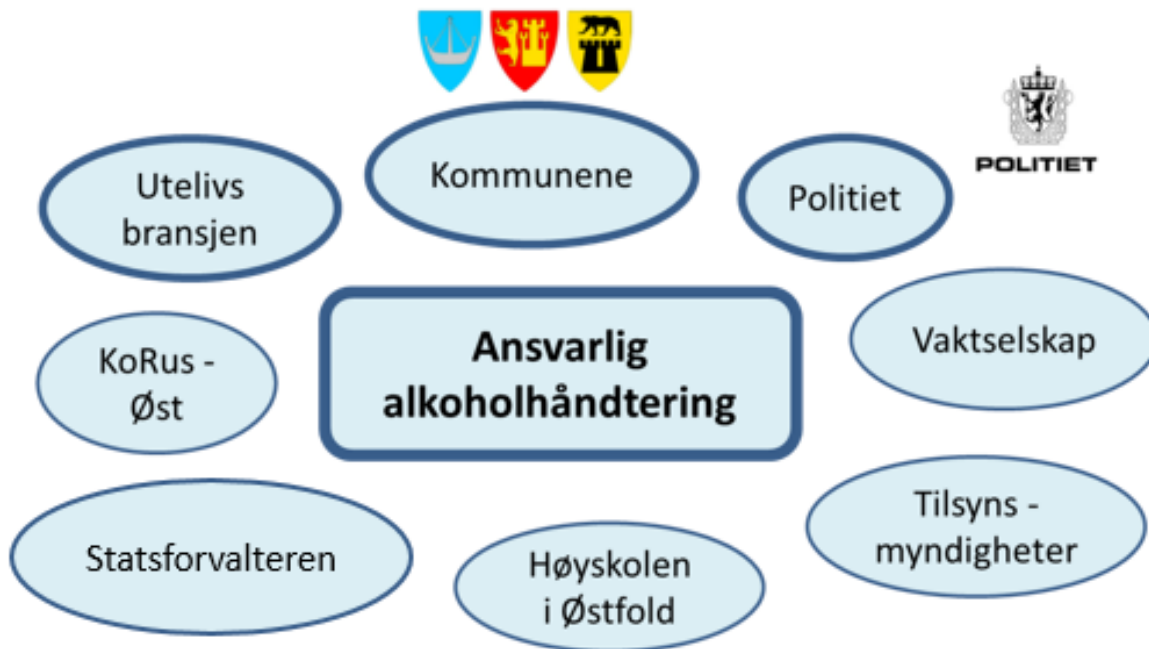 Kommunene
Utelivs
bransjen
Politiet
POLITIET
Ansvarlig
alkoholhåndtering
Vaktselskap
KoRus -
Øst
Tilsyns -
myndigheter
Statsforvalteren
Høyskolen
i Østfold